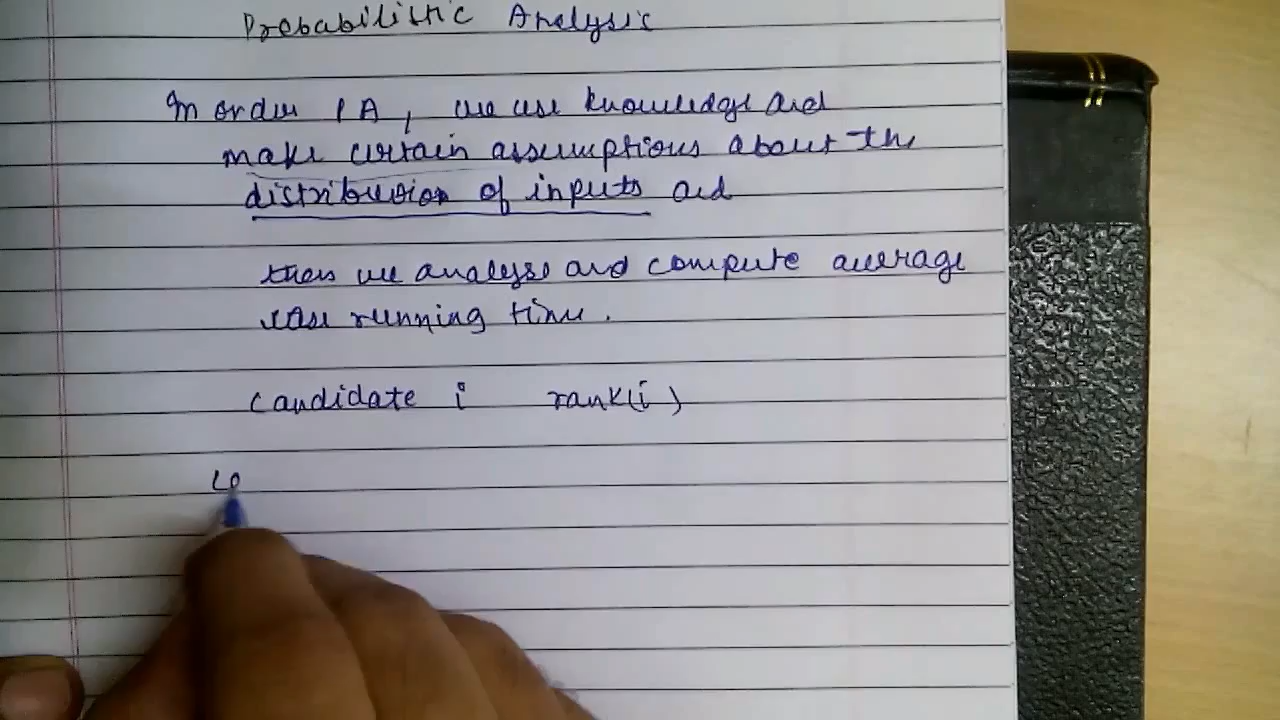 Probabilistic Analysis
In order PA, we use knowledge and
make certain assumptions about the
distribution of inputs and
then we analyse and compute average
case running time.
Candidate i rank(i)